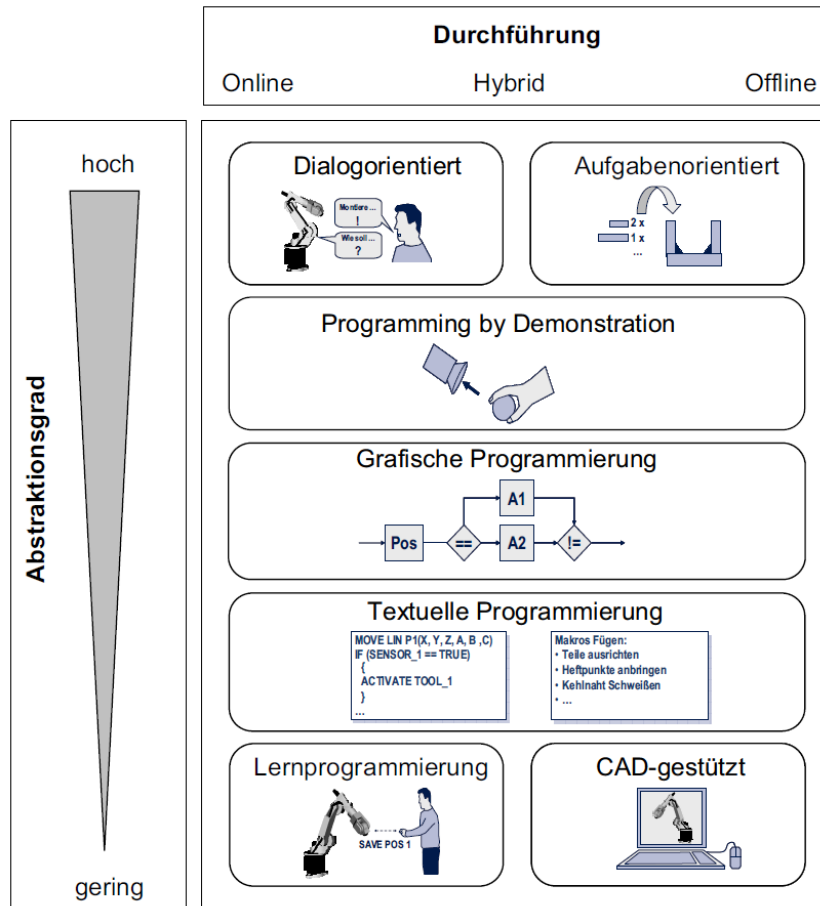 Durchführung
Online Hybrid Offline
hoch
Abstraktionsgrad
gering
Dialogorientiert
Montiere ...
!
Wie soll ...
?
Aufgabenorientiert
2 x
1 x
...
Programming by Demonstration
Grafische Programmierung
A1
Pos == A2 !=
Textuelle Programmierung
MOVE LIN P1(X, Y, Z, A, B ,C)
IF (SENSOR_1 == TRUE)
{
ACTIVATE TOOL_1
}
...
Makros Fügen:
• Teile ausrichten
• Heftpunkte anbringen
• Kehlnaht Schweißen
• ...
Lernprogrammierung
SAVE POS 1
CAD-gestützt